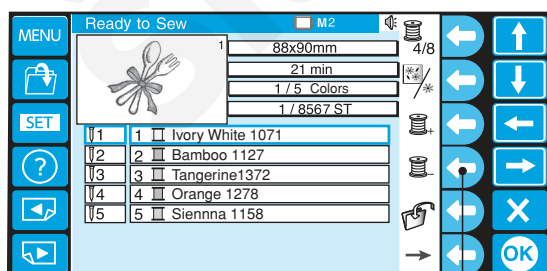 MENU
Ready to Sew
M2
1
88x90mm
4/8
21 min
1 / 5 Colors
1 / 8567 ST
SET
1 1 Ivory White 1071
2 2 Bamboo 1127
3 3 Tangerine1372
4 4 Orange 1278
5 5 Siennna 1158
?
+
-
X
OK